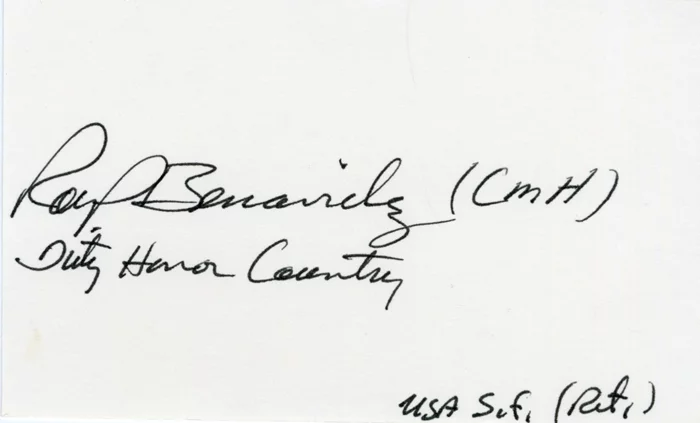 Roy P. Benavidez (CMH)
Duty Honor Country
USA S.F. (Ret.)